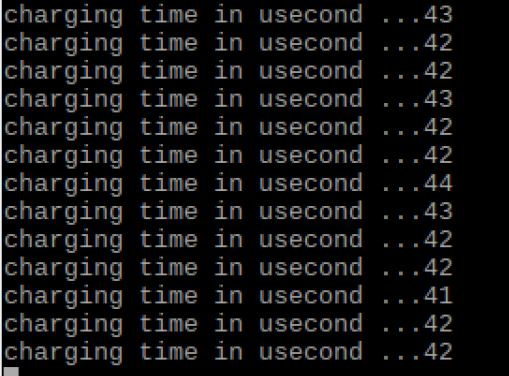 charging time in usecond ...43
charging time in usecond ...42
charging time in usecond ...42
charging time in usecond ...43
charging time in usecond ...42
charging time in usecond ...42
charging time in usecond ...44
charging time in usecond ...43
charging time in usecond ...42
charging time in usecond ...42
charging time in usecond ...41
charging time in usecond ...42
charging time in usecond ...42